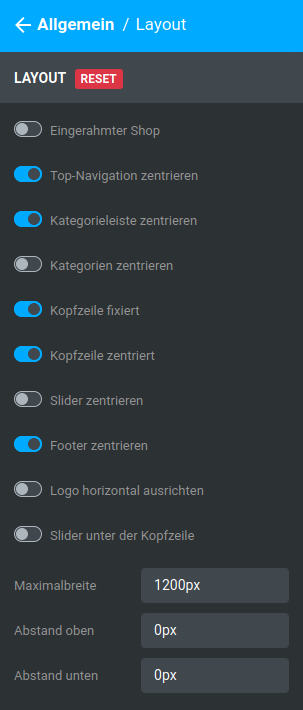 Allgemein / Layout
LAYOUT RESET
Eingerahmter Shop
Top-Navigation zentrieren
Kategorieleiste zentrieren
Kategorien zentrieren
Kopfzeile fixiert
Kopfzeile zentriert
Slider zentrieren
Footer zentrieren
Logo horizontal ausrichten
Slider unter der Kopfzeile
Maximalbreite 1200px
Abstand oben 0px
Abstand unten 0px